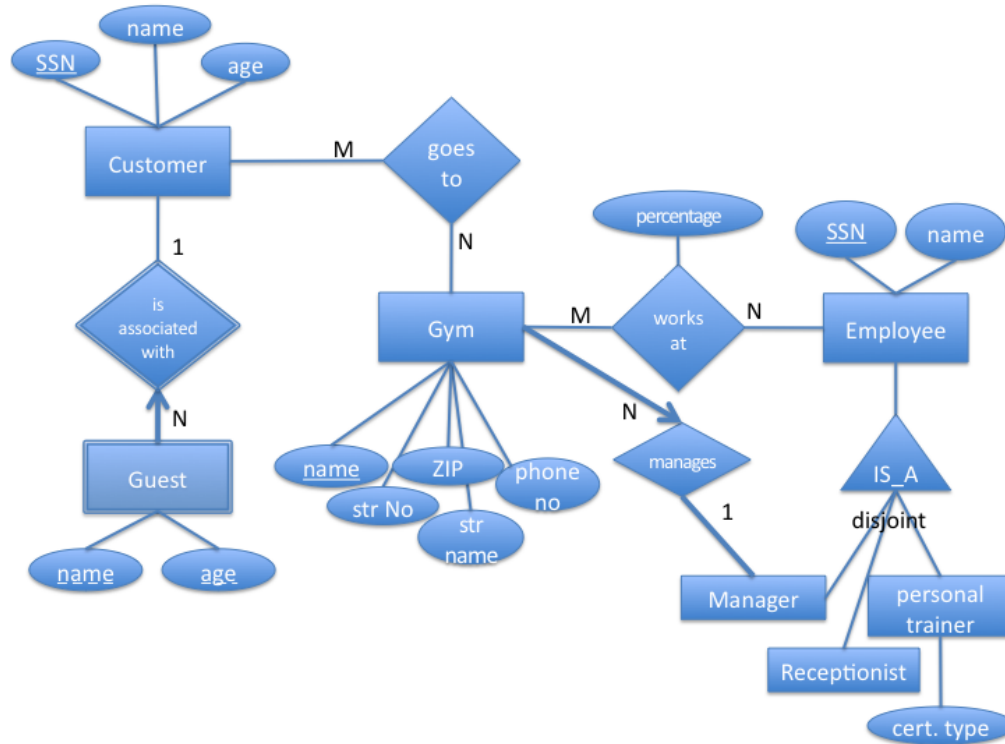 name
SSN
age
Customer
M
goes
to
1
N
percentage
SSN
name
is
associated
with
Gym
M
works
at
N
Employee
N
Guest
N
manages
IS_A
disjoint
name
ZIP
phone
no
str No
str
name
1
name
age
Manager
personal
trainer
Receptionist
cert. type